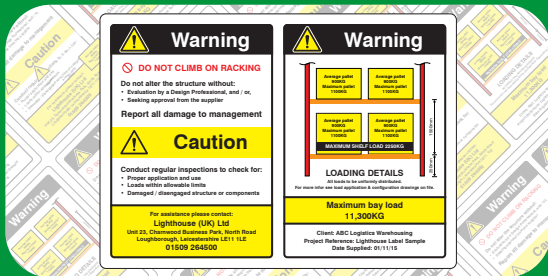 Warning
DO NOT CLIMB ON RACKING
Do not alter the structure without:
• Evaluation by a Design Professional, and / or,
• Seeking approval from the supplier
Report all damage to management
Caution
Conduct regular inspections to check for:
• Proper application and use
• Loads within allowable limits
• Damaged / disengaged structure or components
For assistance please contact:
Lighthouse (UK) Ltd
Unit 23, Charnwood Business Park, North Road
Loughborough, Leicestershire LE11 1LE
01509 264500
Warning
Average pallet
900KG
Maximum pallet
1100KG
Average pallet
900KG
Maximum pallet
1100KG
Average pallet
900KG
Maximum pallet
1100KG
Average pallet
900KG
Maximum pallet
1100KG
MAXIMUM SHELF LOAD 2250KG
LOADING DETAILS
All loads to be uniformly distributed.
For more infor see load application & configuration drawings on file.
Maximum bay load
11,300KG
Client: ABC Logistics Warehousing
Project Reference: Lighthouse Label Sample
Date Supplied: 01/11/15